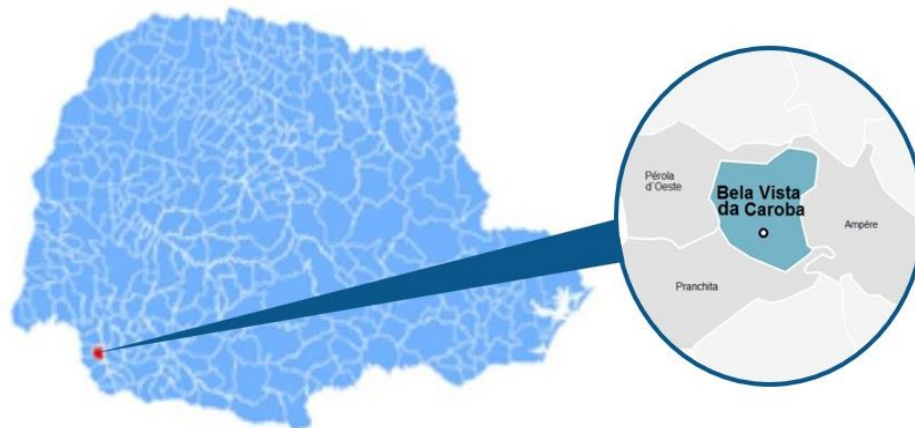 Pérola
d´Oeste
Bela Vista
da Caroba
Ampére
Pranchita